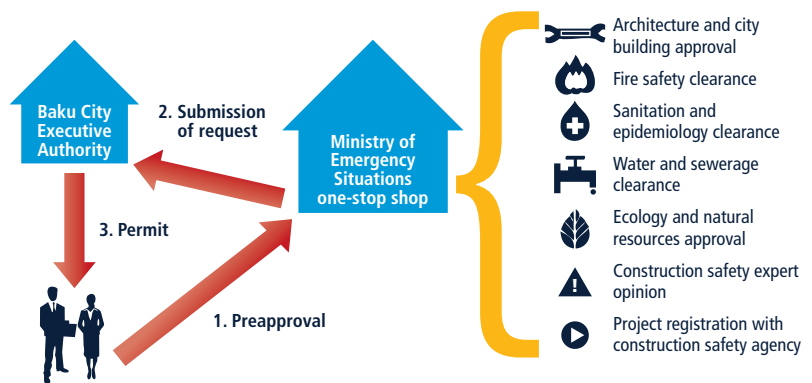 Baku City
Executive
Authority
2. Submission
of request
Ministry of
Emergency
Situations
one-stop shop
3. Permit
1. Preapproval
Architecture and city
building approval
Fire safety clearance
Sanitation and
epidemiology clearance
Water and sewerage
clearance
Ecology and natural
resources approval
Construction safety expert
opinion
Project registration with
construction safety agency